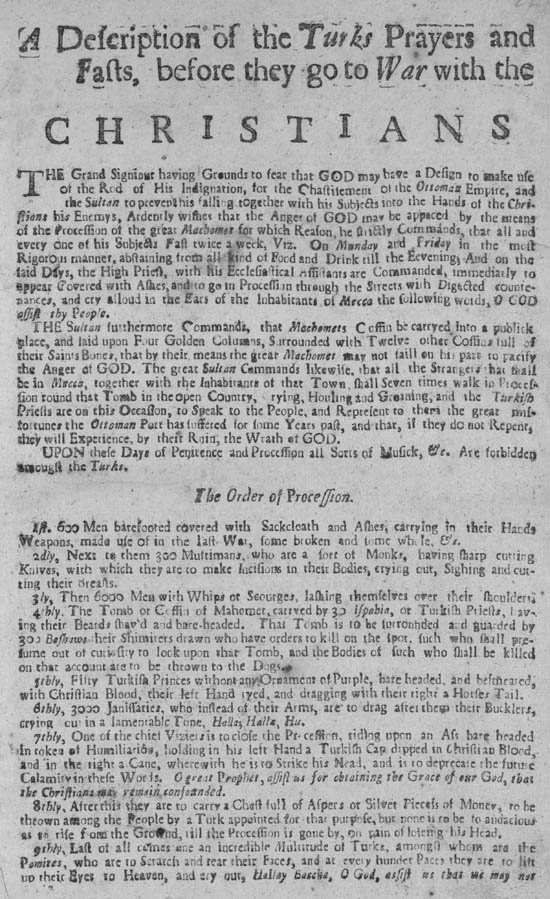 A Description of the Turks Prayers and
Fasts, before they go to War with the
CHRISTIANS
THE Grand Signiour having Grounds to fear that GOD may have a Design to make use
of the Rod of His Indignation, for the Chastisement of the Ottoman Empire, and
the Sultan to prevent his falling together with his Subjects into the Hands of the Chri-
stians his Enemys, Ardently wishes that the Anger of GOD may be appaced by the means
of the Procession of the great Machomet for which Reason, he strictly Commands, that all and
every one of his Subjects Fast twice a week, Viz. On Munday and Friday in the most
Rigorous manner, abstaining from all kind of Food and Drink till the Eevening; And on the
said Days, the High Priest, with his Ecclesiastical Assistants are Commanded, immediatly to
appear Covered with Ashes, and to go in Procession through the Streets with Digected counte-
nances, and cry alloud in the Ears of the Inhabitants of Mecca the following words, O GOD
assist thy People.
THE Sultan furthermore Commands, that Machomets Coffin be carryed into a publick
place, and laid upon Four Golden Columns, Surrounded with Twelve other Coffins full of
their Saints Bones, that by their means the great Machomet may not faill on his part to pacify
the Anger of GOD. The great Sultan Commands likewise, that all the Strangers that shall
be in Mecca, together with the Inhabitants of that Town shall Seven times walk in Proces-
sion round that Tomb in the open Country, rying, Houling and Groaning, and the Turkish
Priests are on this Occasion, to Speak to the People, and Represent to them the great mis-
fortunes the Ottoman Port has suffered for some Years past, and that, if they do not Repent,
they will Experience, by their Ruin, the Wrath of GOD.
UPON these Days of Penitence and Procession all Sorts of Musick, &c. Are forbidden
amongst the Turks.
The Order of Procession.
1st. 600 Men barefooted covered with Sackcloath and Ashes, carrying in their Hands
Weapons, made use of in the last War, some broken and some whole, &c.
2dly, Next to them 300 Mustimans, who are a sort of Monks, having sharp cutting
Knives, with which they are to make Incisions in their Bodies, crying out, Sighing and cut-
ting their Breasts.
3ly, Then 6000 Men with Whips or Scourges, lashing themselves over their shoulders.
4thly. The Tomb or Coffin of Mahomet, carryed by 30 Ispahia, or Turkish Priests, hav-
ing their Beards shav'd and bare-headed. That Tomb is to be surrounded and guarded by
300 Bashaws their Shimiters drawn who have orders to kill on the spot, such who shall pre-
sume out of curiosity to look upon that Tomb, and the Bodies of such who shall be killed
on that account are to be thrown to the Dogs.
5thly, Fifty Turkish Princes without any Ornament of Purple, bare headed, and besmeared,
with Christian Blood, their left Hand tyed, and dragging with their right a Horses Tail.
6thly, 3000 Janissaries, who instead of their Arms, are to drag after them their Bucklers,
crying out in a lamentable Tone, Halla, Halla, Hu.
7thly, One of the chief Viziers is to close the Procession, riding upon an Ass bare headed
In token of Humiliation, holding in his left Hand a Turkish Cap dipped in Christian Blood,
and in the right a Cane, wherewith he is to Strike his Head, and is to deprecate the future
Calamity in these Words. O great Prophet, assist us for obtaining the Grace of our God, that
the Christians may remain confounded.
8thly, After this they are to carry a Chest full of Aspers or Silver Pieces of Money, to be
thrown among the People by a Turk appointed for that purpose, but none is to be so audacious
as to rise from the Ground, till the Procession is gone by, on pain of loseing his Head.
9thly, Last of all comes one an incredible Multitude of Turks, amongst whom are the
who are to Scratch and tear their Faces, and at every hunder Paces they are to lift
up their Eyes to Heaven, and cry out, Hallay Baccha, O God, assist us that we may not